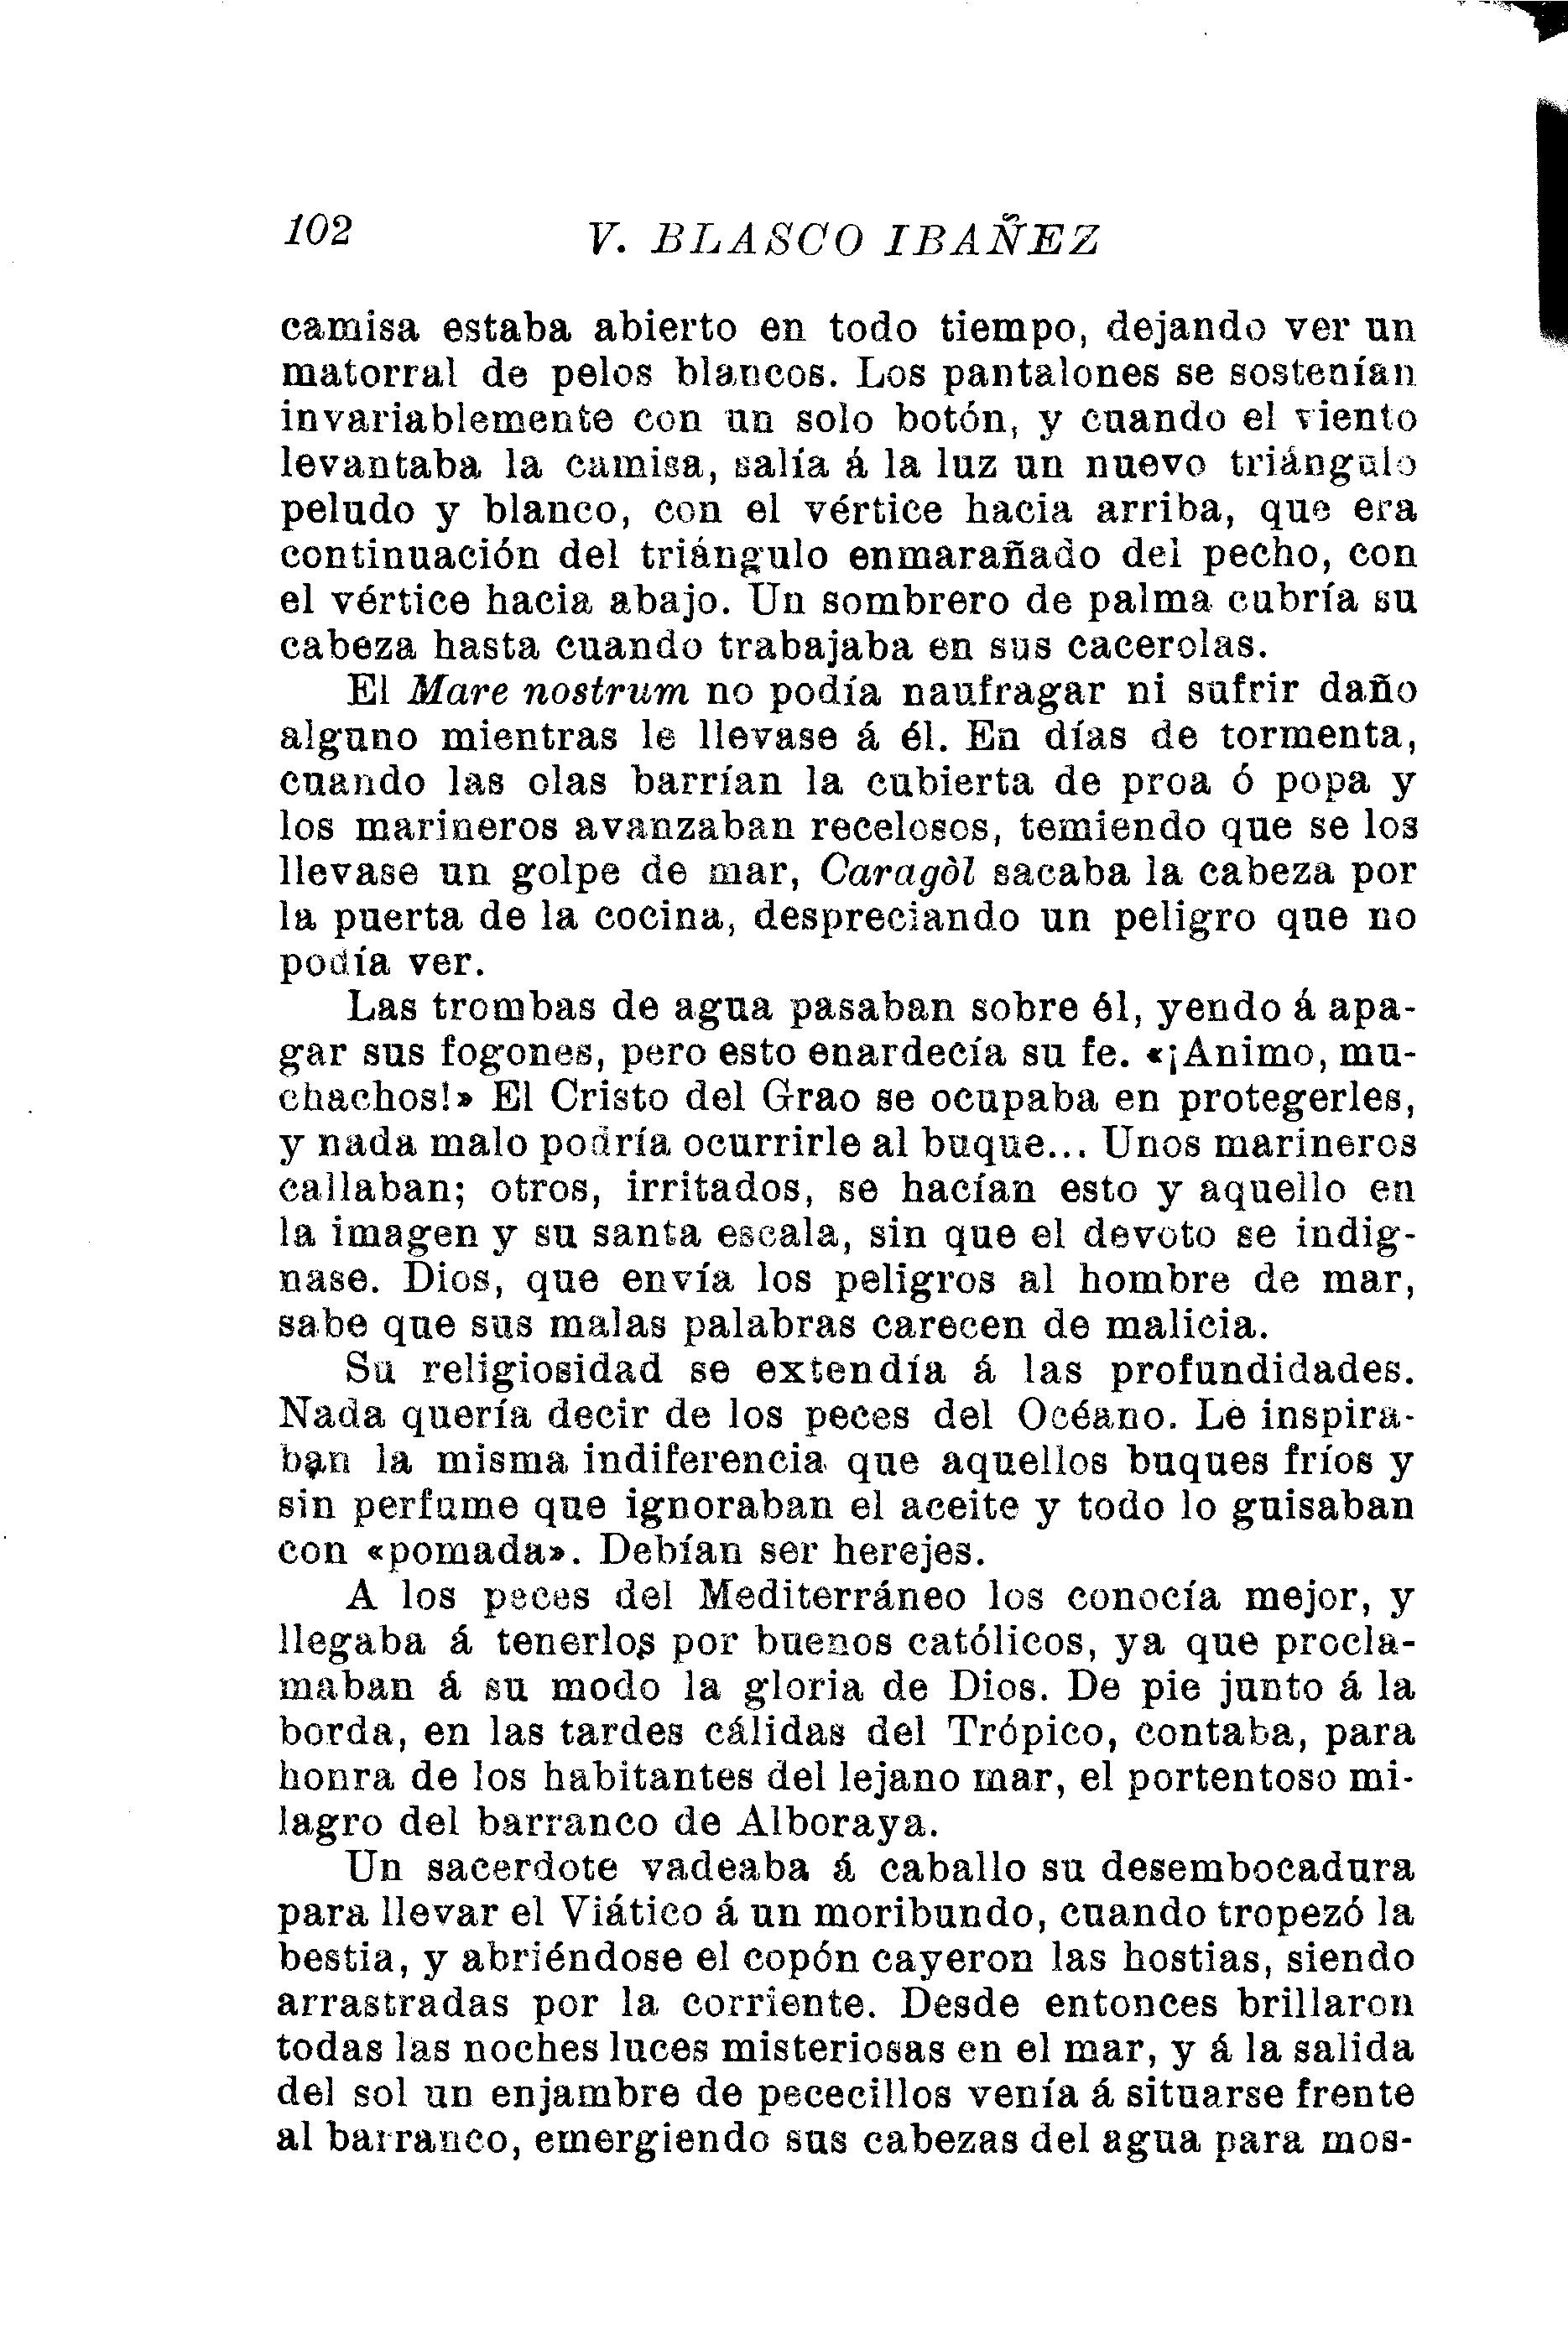 102
V. BLASCO IBAÑEZ
camisa estaba abierto en todo tiempo, dejando ver un
matorral de pelos blancos. Los pantalones se sostenían
invariablemente con un solo botón, y cuando el viento
levantaba la camisa, salía á la luz un nuevo triángulo
peludo y blanco, con el vértice hacia arriba, que era
continuación del triángulo enmarañado del pecho, con
el vértice hacia abajo. Un sombrero de palma cubría su
cabeza hasta cuando trabajaba en sus cacerolas.
El Mare nostrum no podía naufragar ni sufrir daño
alguno mientras le llevase á él. En días de tormenta,
cuando las olas barrían la cubierta de proa ó popa y
los marineros avanzaban recelosos, temiendo que se los
llevase un golpe de mar, Caragòl sacaba la cabeza por
la puerta de la cocina, despreciando un peligro que no
podía ver.
Las trombas de agua pasaban sobre él, yendo á apa-
gar sus fogones, pero esto enardecía su fe. «¡Animo, mu-
chachos!» El Cristo del Grao se ocupaba en protegerles,
y nada malo podría ocurrirle al buque... Unos marineros
callaban; otros, irritados, se hacían esto y aquello en
la imagen y su santa escala, sin que el devoto se indig-
nase. Dios, que envía los peligros al hombre de mar,
sabe que sus malas palabras carecen de malicia.
Su religiosidad se extendía á las profundidades.
Nada quería decir de los peces del Océano. Le inspira-
ban la misma indiferencia que aquellos buques fríos y
sin perfume que ignoraban el aceite y todo lo guisaban
con «pomada». Debían ser herejes.
A los peces del Mediterráneo los conocía mejor, y
llegaba á tenerlos por buenos católicos, ya que procla-
maban á su modo la gloria de Dios. De pie junto á la
borda, en las tardes cálidas del Trópico, contaba, para
honra de los habitantes del lejano mar, el portentoso mi-
lagro del barranco de Alboraya.
Un sacerdote vadeaba á caballo su desembocadura
para llevar el Viático á un moribundo, cuando tropezó la
bestia, y abriéndose el copón cayeron las hostias, siendo
arrastradas por la corriente. Desde entonces brillaron
todas las noches luces misteriosas en el mar, y á la salida
del sol un enjambre de pececillos venía á situarse frente
al barranco, emergiendo sus cabezas del agua para mos-